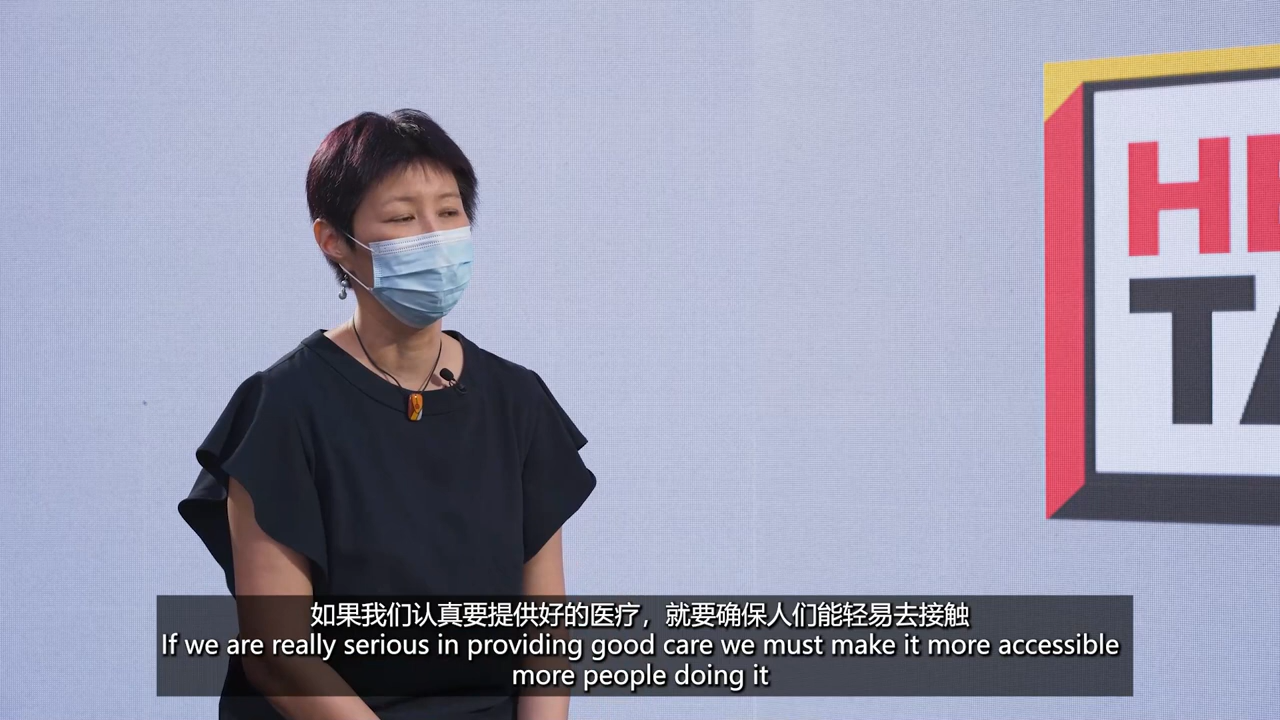 如果我们认真要提供好的医疗，就要确保人们能轻易去接触
If we are really serious in providing good care we must make it more accessible
more people doing it